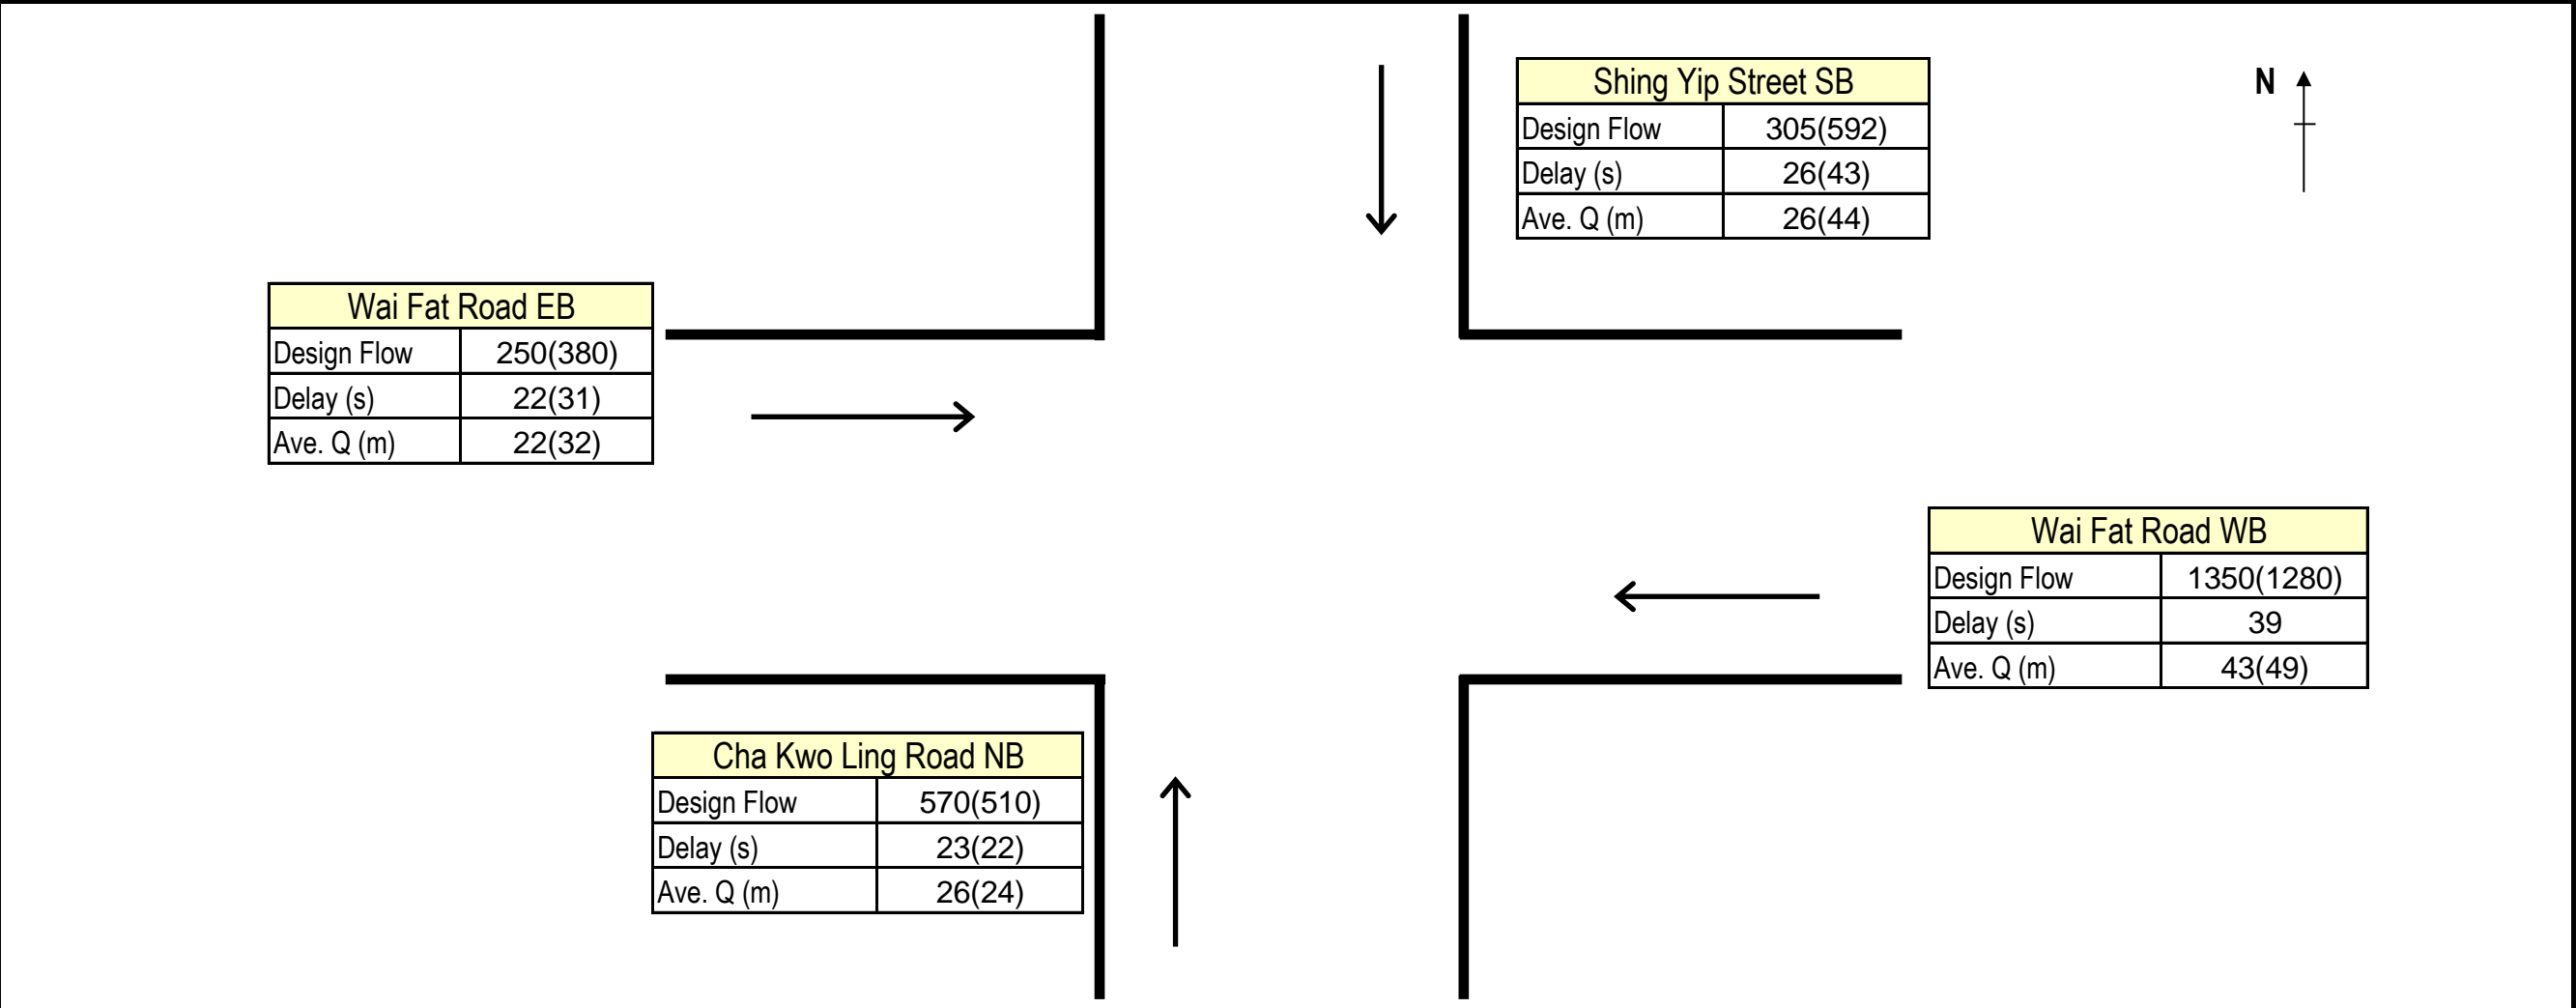 Shing Yip Street SB
Design Flow 305(592)
Delay (s) 26(43)
Ave. Q (m) 26(44)
N
Wai Fat Road EB
Design Flow 250(380)
Delay (s) 22(31)
Ave. Q (m) 22(32)
Wai Fat Road WB
Design Flow 1350(1280)
Delay (s) 39
Ave. Q (m) 43(49)
Cha Kwo Ling Road NB
Design Flow 570(510)
Delay (s) 23(22)
Ave. Q (m) 26(24)